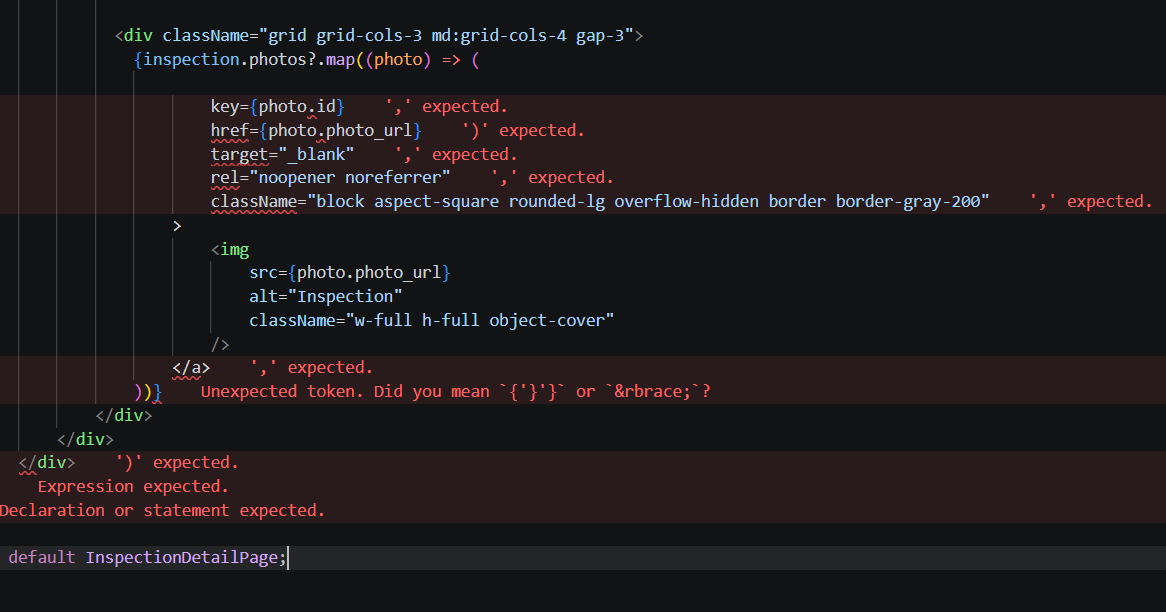 <div className="grid grid-cols-3 md:grid-cols-4 gap-3">
{inspection.photos?.map((photo) => (
key={photo.id} ',' expected.
href={photo.photo_url} ')' expected.
target="_blank" ',' expected.
rel="noopener noreferrer" ',' expected.
className="block aspect-square rounded-lg overflow-hidden border border-gray-200" ',' expected.
>
<img
src={photo.photo_url}
alt="Inspection"
className="w-full h-full object-cover"
/>
</a> ',' expected.
))} Unexpected token. Did you mean `{'}'}` or `&rbrace;`?
</div>
</div>
</div> ')' expected.
Expression expected.
Declaration or statement expected.
default InspectionDetailPage;